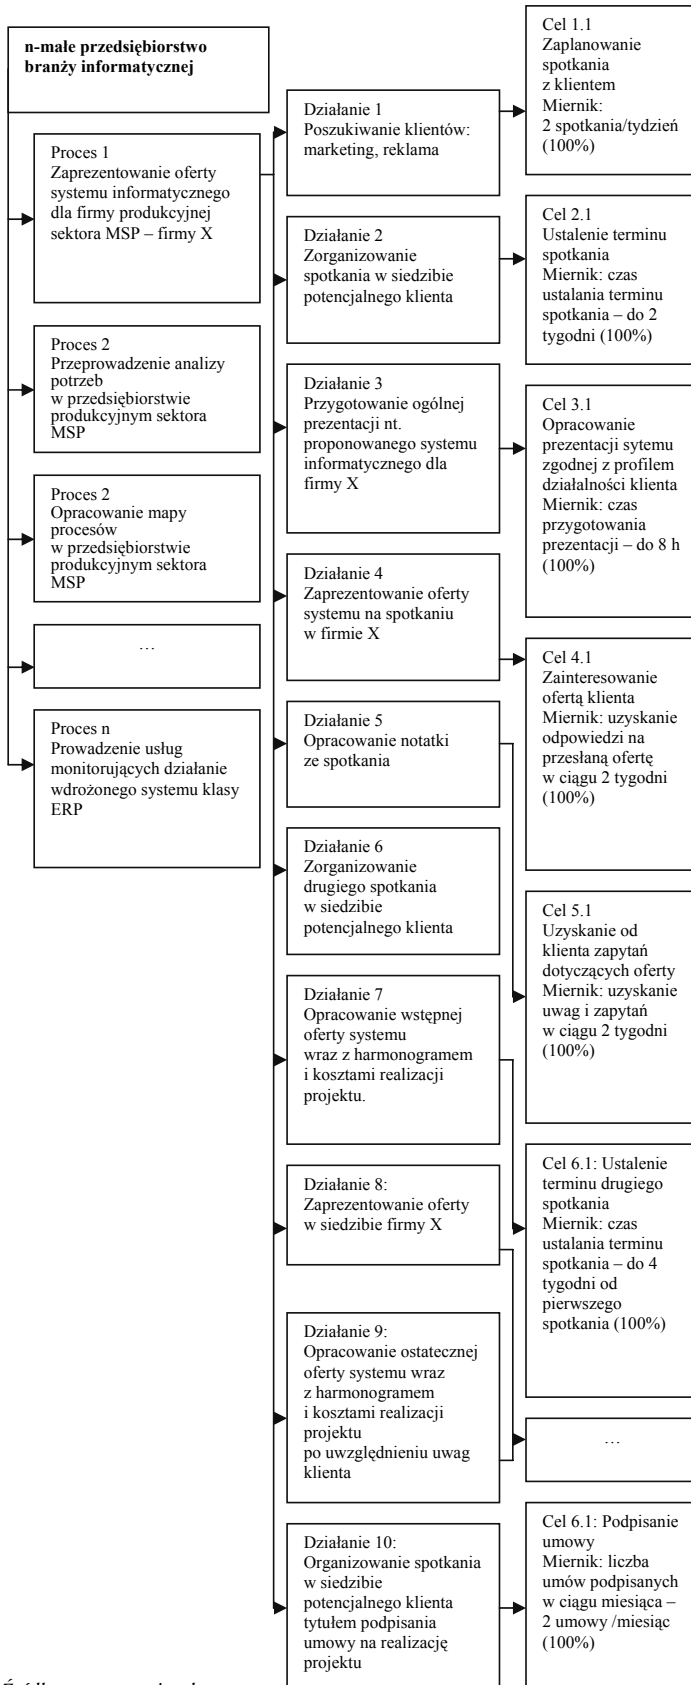 n-małe przedsiębiorstwo
branży informatycznej
Proces 1
Zaprezentowanie oferty
systemu informatycznego
dla firmy produkcyjnej
sektora MSP – firmy X
Proces 2
Przeprowadzenie analizy
potrzeb
w przedsiębiorstwie
produkcyjnym sektora
MSP
Proces 2
Opracowanie mapy
procesów
w przedsiębiorstwie
produkcyjnym sektora
MSP
…
Proces n
Prowadzenie usług
monitorujących działanie
wdrożonego systemu klasy
ERP
Działanie 1
Poszukiwanie klientów:
marketing, reklama
Działanie 2
Zorganizowanie
spotkania w siedzibie
potencjalnego klienta
Działanie 3
Przygotowanie ogólnej
prezentacji nt.
proponowanego systemu
informatycznego dla
firmy X
Działanie 4
Zaprezentowanie oferty
systemu na spotkaniu
w firmie X
Działanie 5
Opracowanie notatki
ze spotkania
Działanie 6
Zorganizowanie
drugiego spotkania
w siedzibie
potencjalnego klienta
Działanie 7
Opracowanie wstępnej
oferty systemu
wraz z harmonogramem
i kosztami realizacji
projektu.
Działanie 8:
Zaprezentowanie oferty
w siedzibie firmy X
Działanie 9:
Opracowanie ostatecznej
oferty systemu wraz
z harmonogramem
i kosztami realizacji
projektu
po uwzględnieniu uwag
klienta
Działanie 10:
Organizowanie spotkania
w siedzibie
potencjalnego klienta
tytułem podpisania
umowy na realizację
projektu
Cel 1.1
Zaplanowanie
spotkania
z klientem
Miernik:
2 spotkania/tydzień
(100%)
Cel 2.1
Ustalenie terminu
spotkania
Miernik: czas
ustalania terminu
spotkania – do 2
tygodni (100%)
Cel 3.1
Opracowanie
prezentacji sytemu
zgodnej z profilem
działalności klienta
Miernik: czas
przygotowania
prezentacji – do 8 h
(100%)
Cel 4.1
Zainteresowanie
ofertą klienta
Miernik: uzyskanie
odpowiedzi na
przesłaną ofertę
w ciągu 2 tygodni
(100%)
Cel 5.1
Uzyskanie od
klienta zapytań
dotyczących oferty
Miernik: uzyskanie
uwag i zapytań
w ciągu 2 tygodni
(100%)
Cel 6.1: Ustalenie
terminu drugiego
spotkania
Miernik: czas
ustalania terminu
spotkania – do 4
tygodni od
pierwszego
spotkania (100%)
…
Cel 6.1: Podpisanie
umowy
Miernik: liczba
umów podpisanych
w ciągu miesiąca –
2 umowy /miesiąc
(100%)